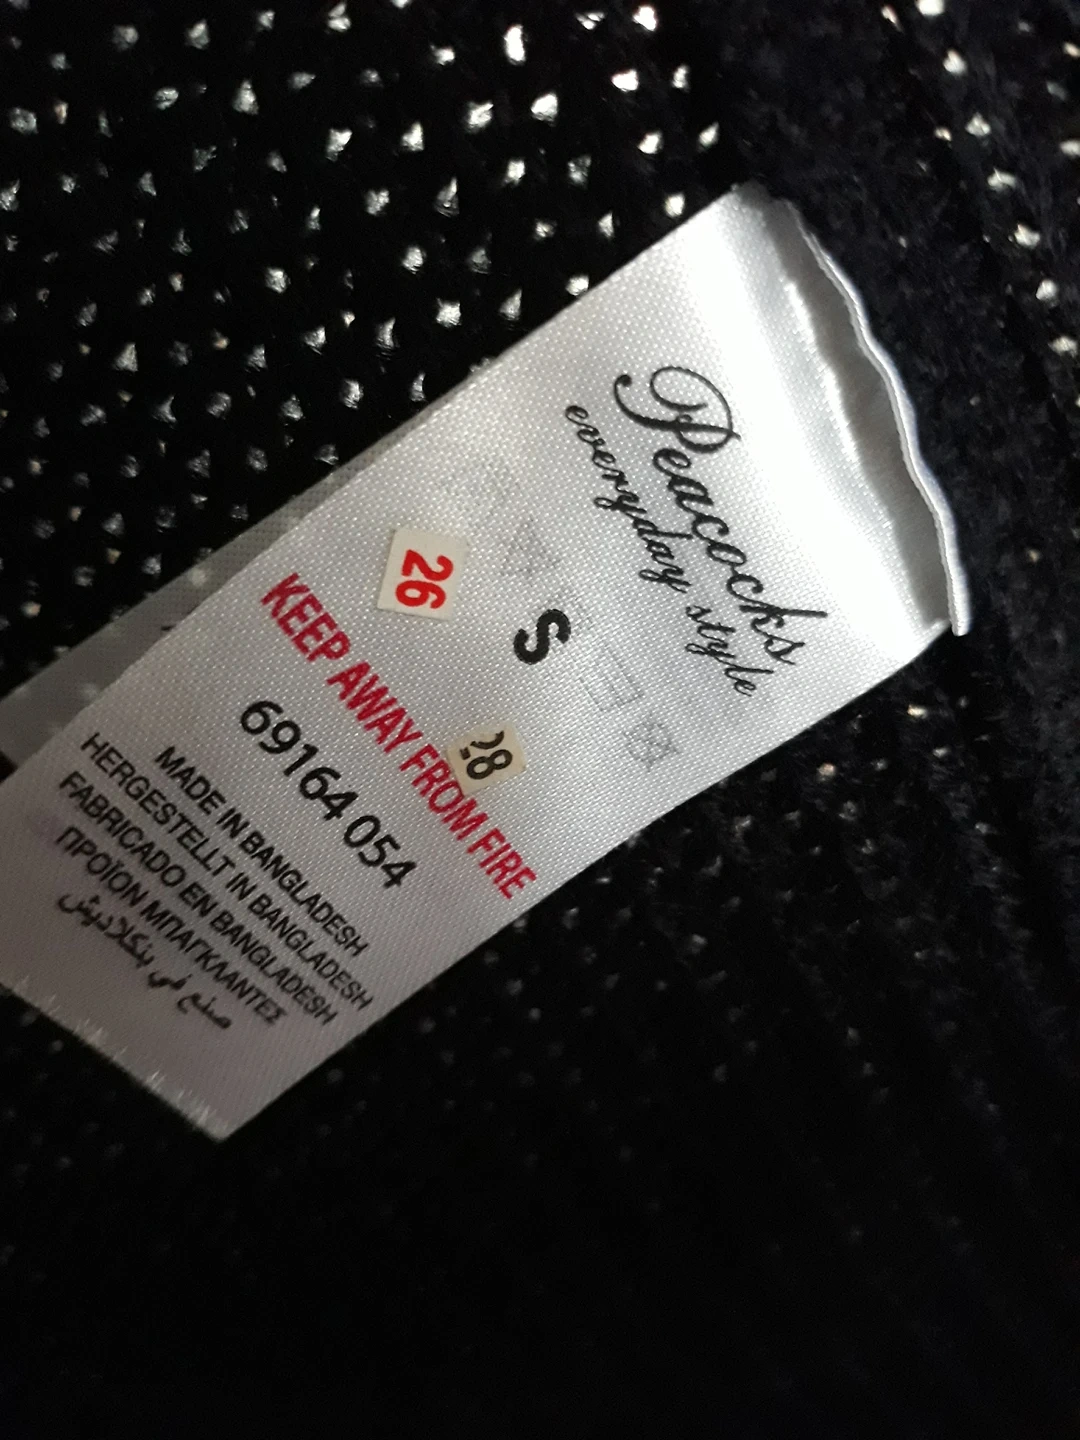 Peacocks
everyday style
26
S
28
KEEP AWAY FROM FIRE
69164 054
MADE IN BANGLADESH
HERGESTELLT IN BANGLADESH
FABRICADO EN BANGLADESH
ΠΡΟΪΟΝ ΜΠΑΓΚΛΑΝΤΕΣ
صنع في بنكلاديش